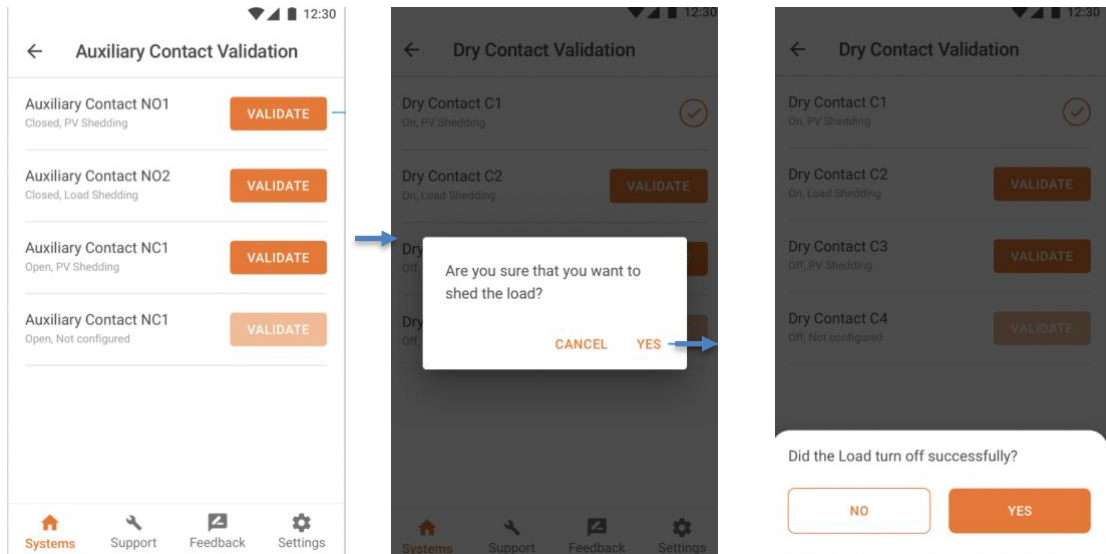 12:30
Auxiliary Contact Validation
Auxiliary Contact NO1
Closed, PV Shedding
VALIDATE
Auxiliary Contact NO2
Closed, Load Shedding
VALIDATE
Auxiliary Contact NC1
Open, PV Shedding
VALIDATE
Auxiliary Contact NC1
Open, Not configured
VALIDATE
Systems
Support
Feedback
Settings
12:30
Dry Contact Validation
Dry Contact C1
On, PV Shedding
Dry Contact C2
On, Load Shedding
VALIDATE
Dry
Off,
Are you sure that you want to
shed the load?
CANCEL
YES
Dry
Off,
Systems
Support
Feedback
Settings
12:30
Dry Contact Validation
Dry Contact C1
On, PV Shedding
Dry Contact C2
On, Load Shedding
VALIDATE
Dry Contact C3
Off, PV Shedding
VALIDATE
Dry Contact C4
Off, Not configured
VALIDATE
Did the Load turn off successfully?
NO
YES